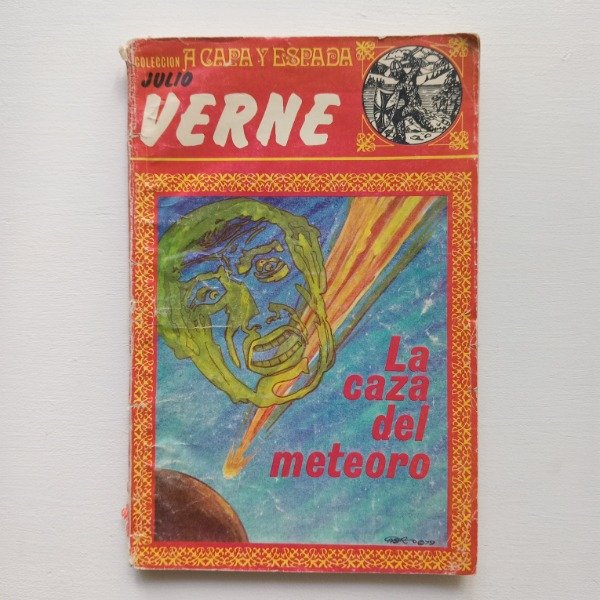 COLECCION A CAPA Y ESPADA
JULIO
VERNE
La
caza
del
meteoro